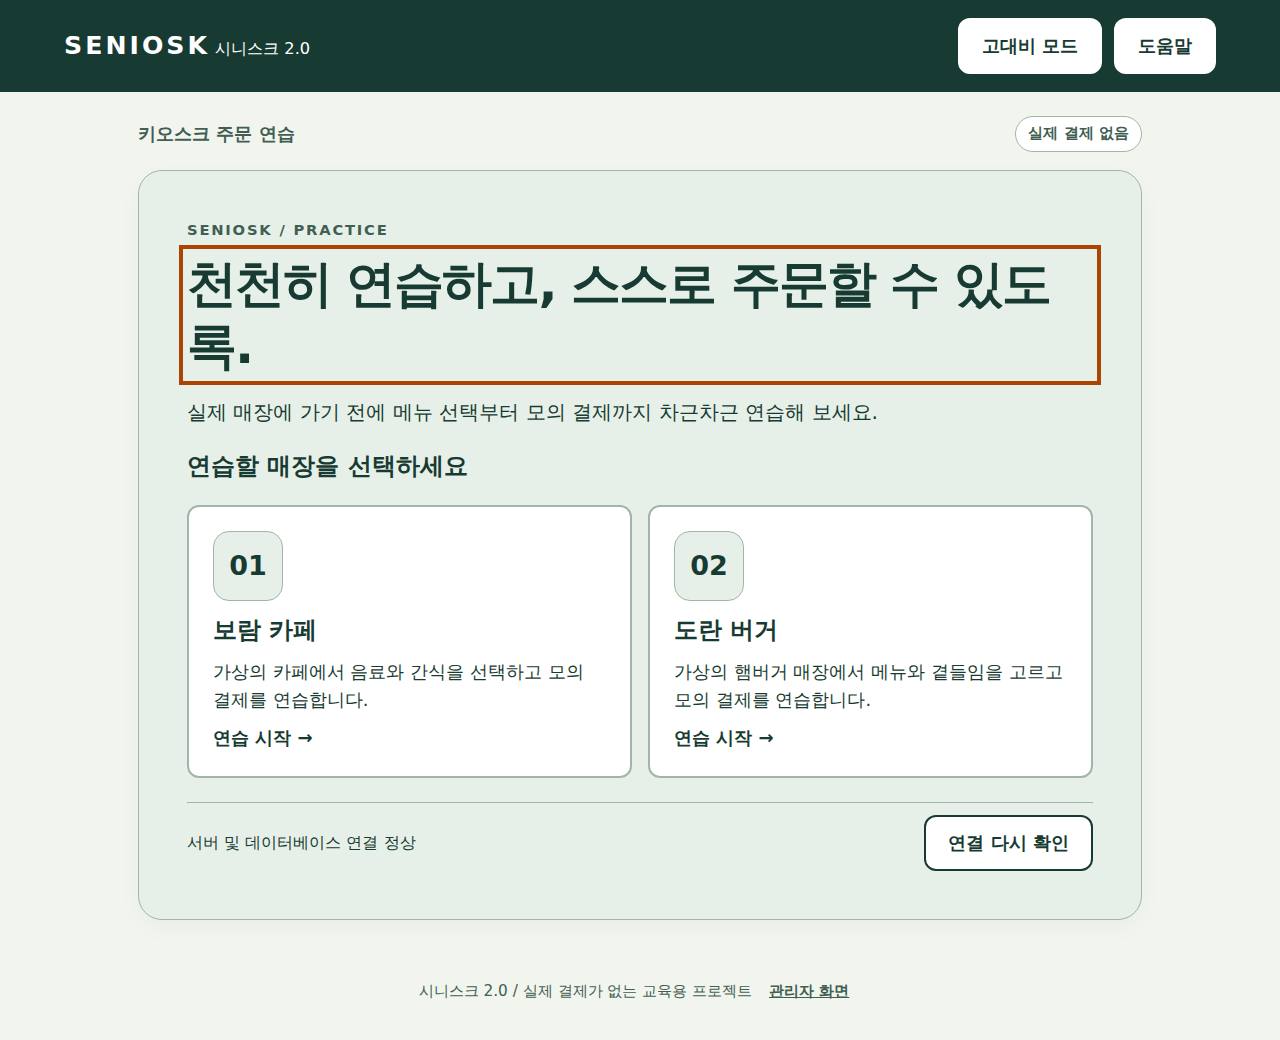 SENIOSK 시니스크 2.0
고대비 모드
도움말
키오스크 주문 연습
실제 결제 없음
SENIOSK / PRACTICE
천천히 연습하고, 스스로 주문할 수 있도
록.
실제 매장에 가기 전에 메뉴 선택부터 모의 결제까지 차근차근 연습해 보세요.
연습할 매장을 선택하세요
01
보람 카페
가상의 카페에서 음료와 간식을 선택하고 모의
결제를 연습합니다.
연습 시작 →
02
도란 버거
가상의 햄버거 매장에서 메뉴와 곁들임을 고르고
모의 결제를 연습합니다.
연습 시작 →
서버 및 데이터베이스 연결 정상
연결 다시 확인
시니스크 2.0 / 실제 결제가 없는 교육용 프로젝트 관리자 화면